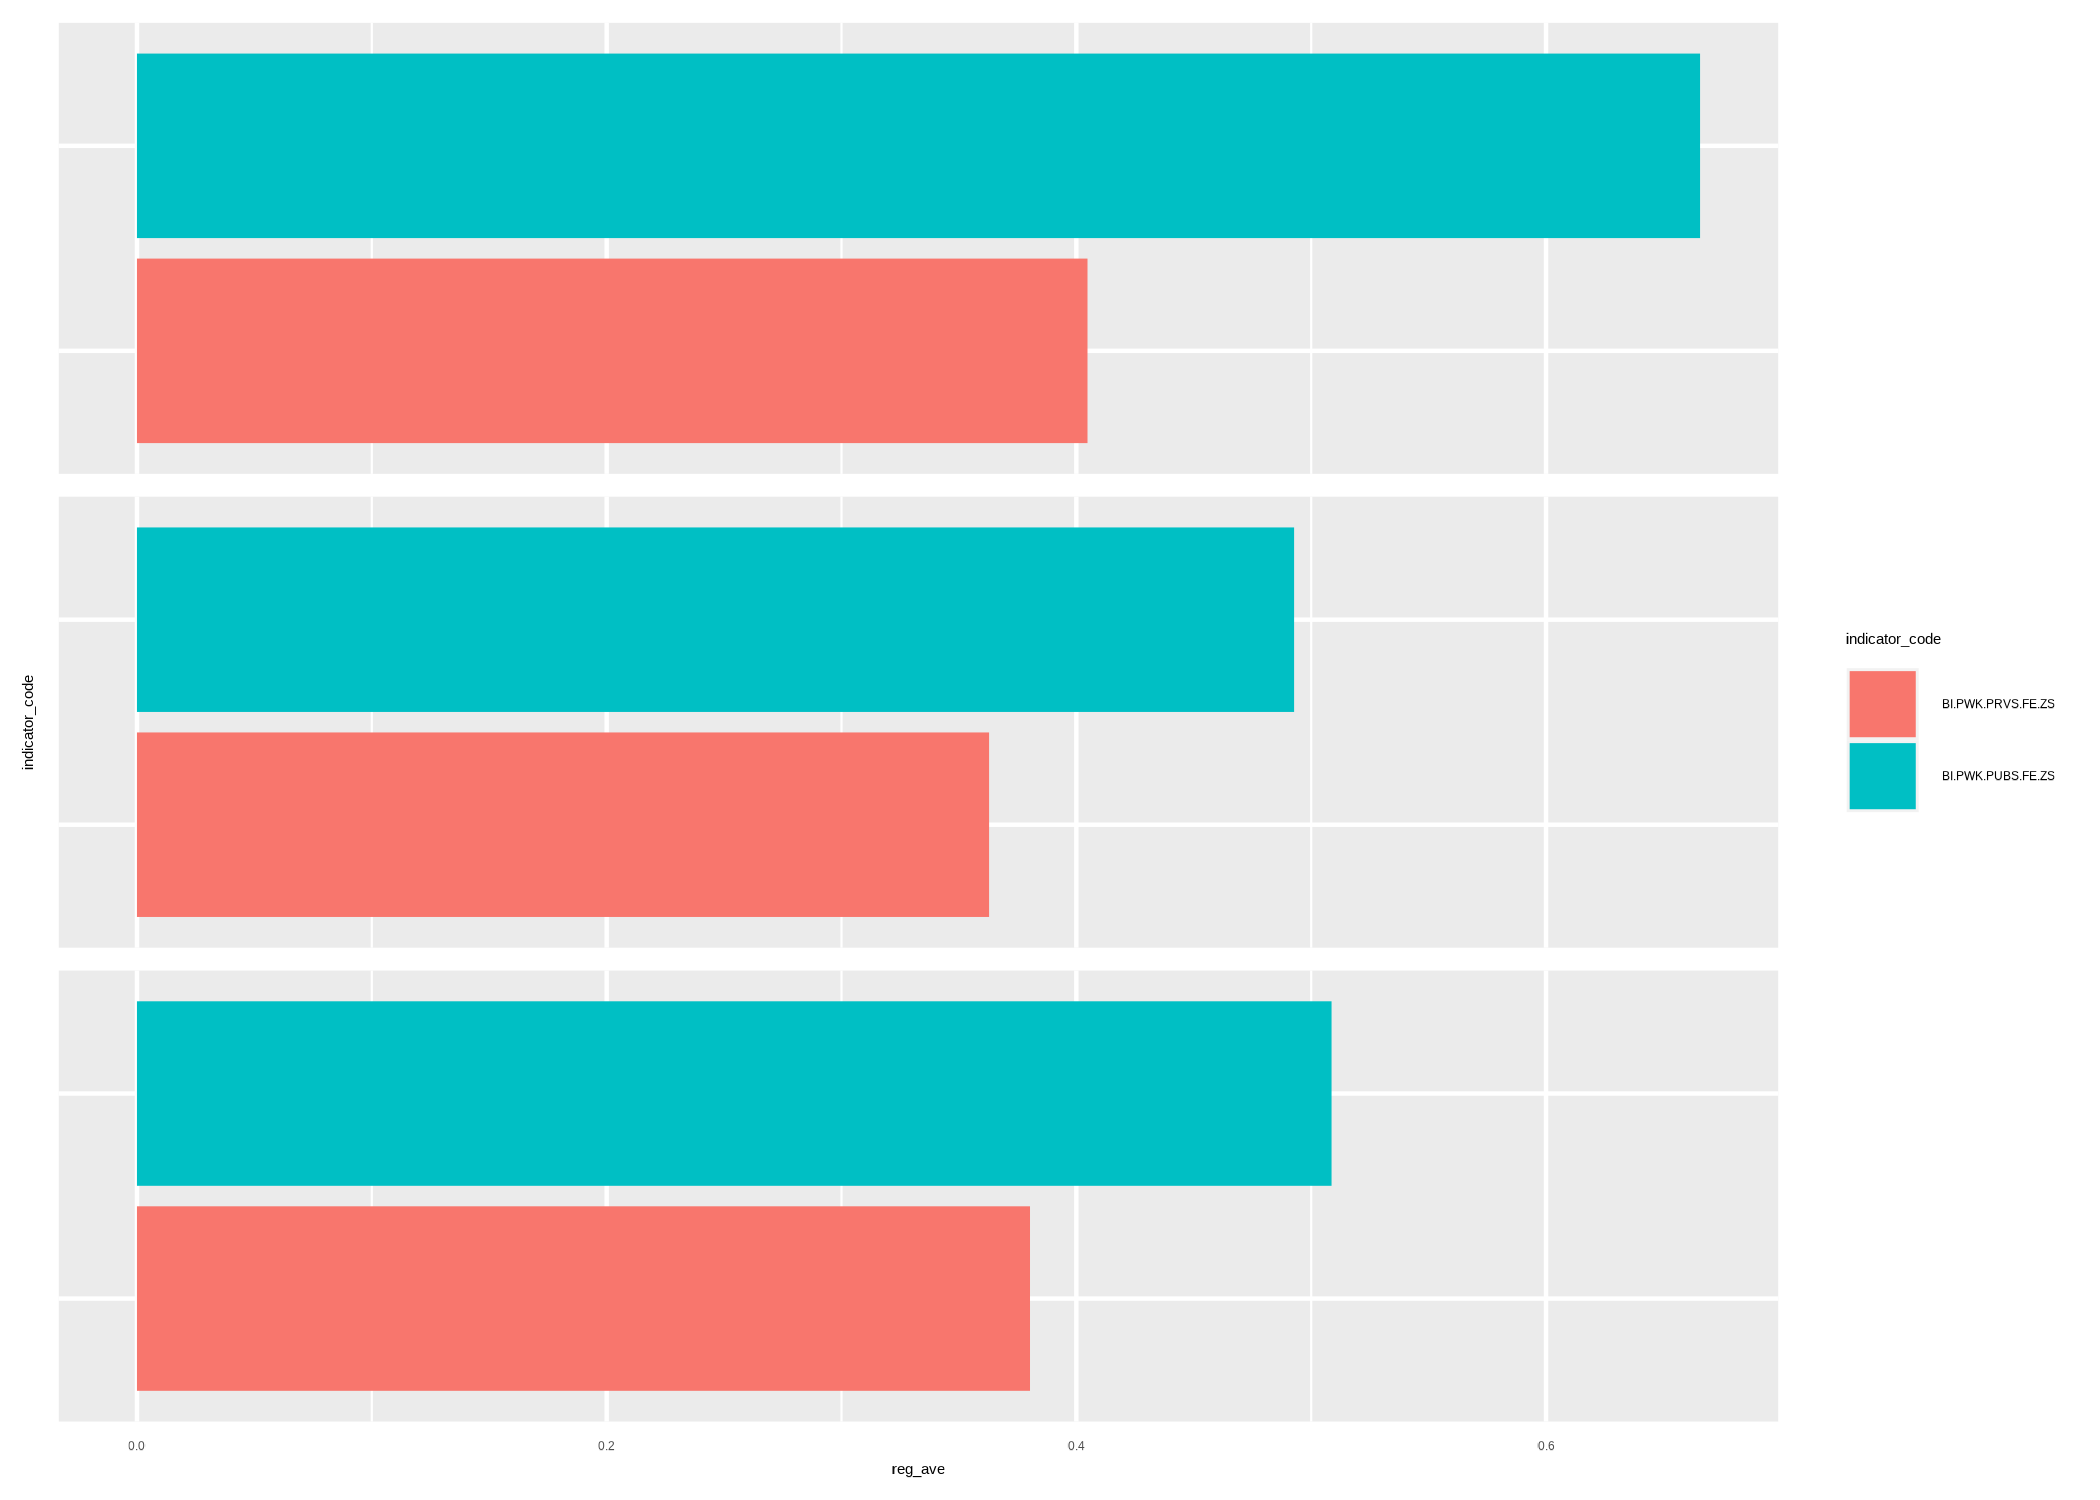 indicator_code
indicator_code
BI.PWK.PRVS.FE.ZS
BI.PWK.PUBS.FE.ZS
0.0 0.2 0.4 0.6
reg_ave